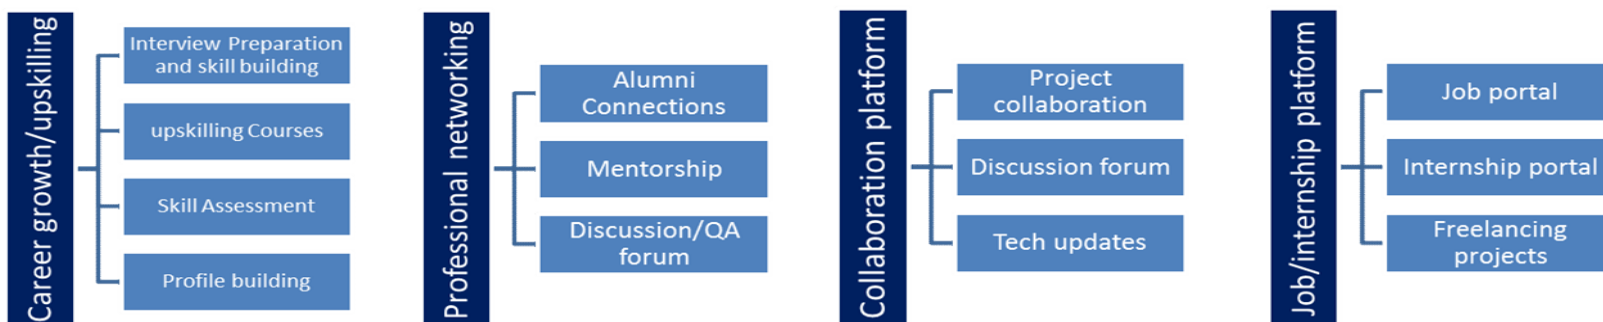 Career growth/upskilling
Interview Preparation
and skill building
upskilling Courses
Skill Assessment
Profile building
Professional networking
Alumni
Connections
Mentorship
Discussion/QA
forum
Collaboration platform
Project
collaboration
Discussion forum
Tech updates
Job/internship platform
Job portal
Internship portal
Freelancing
projects